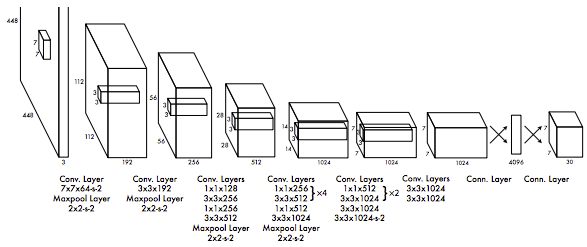 448
7
7
448
3
112
3
3
112
192
56
3
3
56
256
28
3
3
28
512
14
3
3
14
1024
7
3
3
7
1024
7
7
1024
4096
7
7
30
Conv. Layer
7x7x64-s-2
Maxpool Layer
2x2-s-2
Conv. Layer
3x3x192
Maxpool Layer
2x2-s-2
Conv. Layers
1x1x128
3x3x256
1x1x256
3x3x512
Maxpool Layer
2x2-s-2
Conv. Layers
1x1x256
3x3x512
}×4
1x1x512
3x3x1024
Maxpool Layer
2x2-s-2
Conv. Layers
1x1x512
3x3x1024
}×2
3x3x1024
3x3x1024-s-2
Conv. Layers
3x3x1024
3x3x1024
Conn. Layer
Conn. Layer